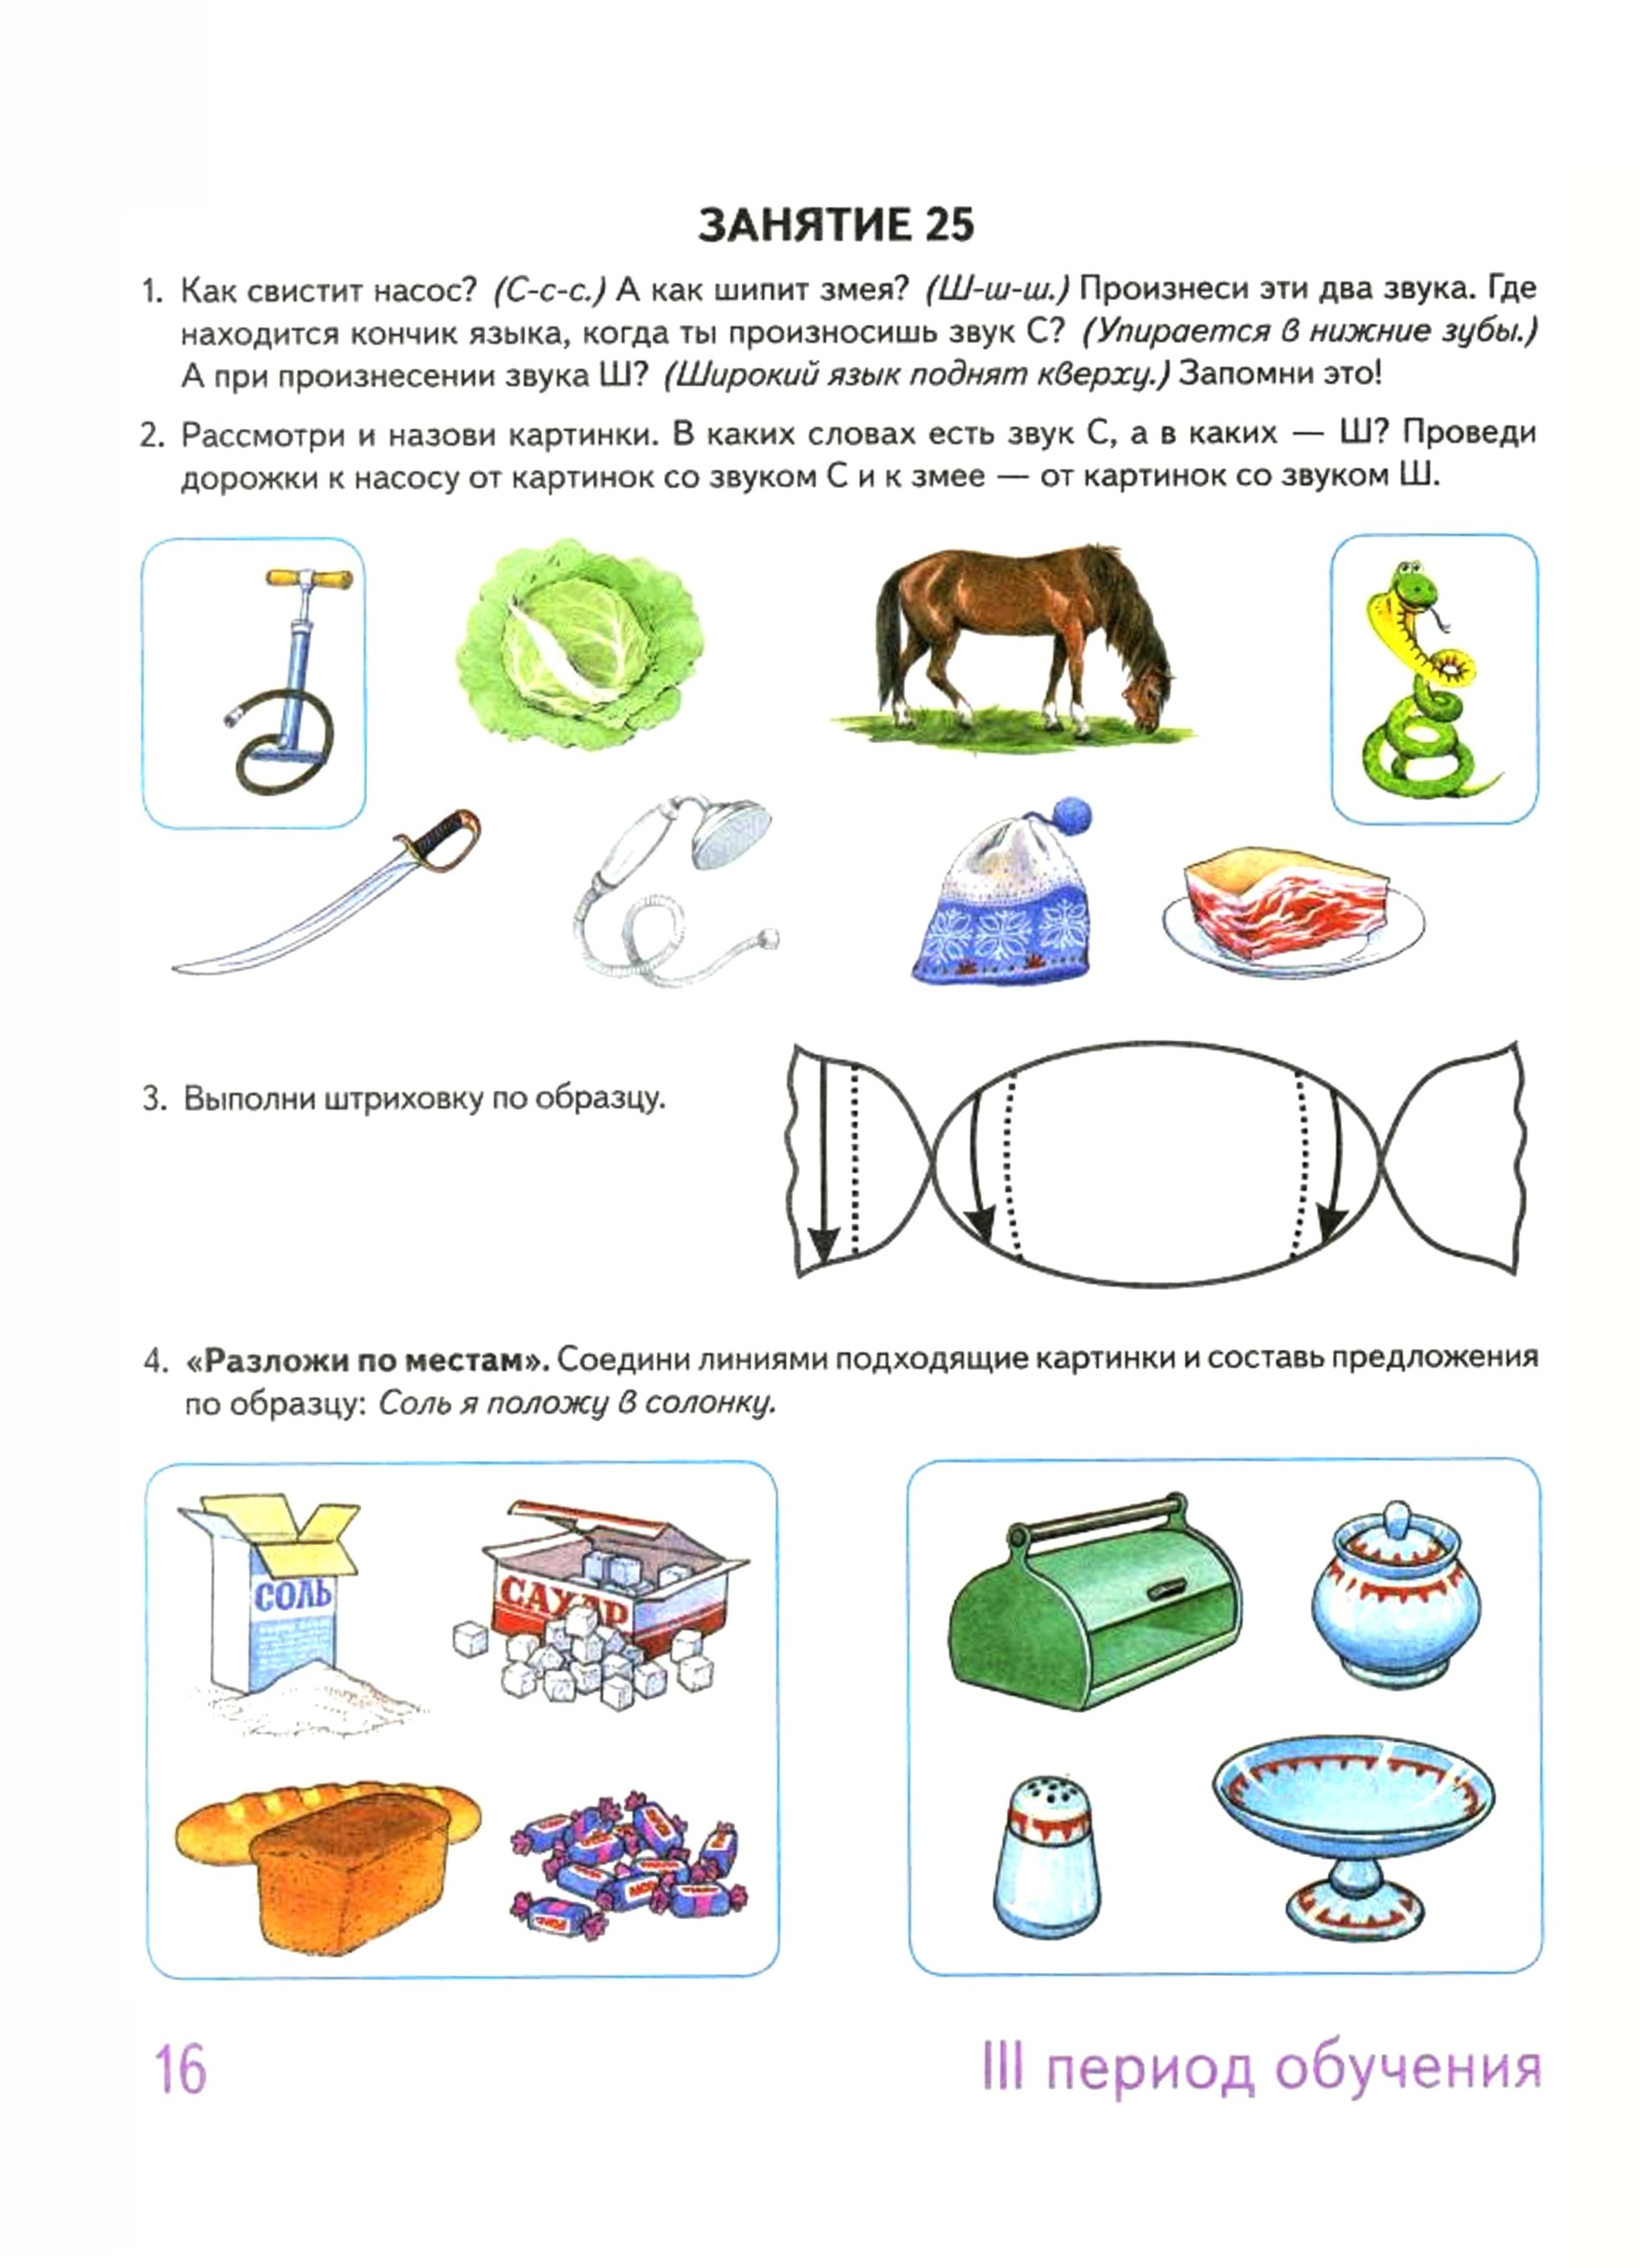 ЗАНЯТИЕ 25
1. Как свистит насос? (С-с-с.) А как шипит змея? (Ш-ш-ш.) Произнеси эти два звука. Где
находится кончик языка, когда ты произносишь звук С? (Упирается в нижние зубы.)
А при произнесении звука Ш? (Широкий язык поднят кверху.) Запомни это!
2. Рассмотри и назови картинки. В каких словах есть звук С, а в каких — Ш? Проведи
дорожки к насосу от картинок со звуком С и к змее — от картинок со звуком Ш.
3. Выполни штриховку по образцу.
4. «Разложи по местам». Соедини линиями подходящие картинки и составь предложения
по образцу: Соль я положу в солонку.
СОЛЬ
САХАР
16
III период обучения